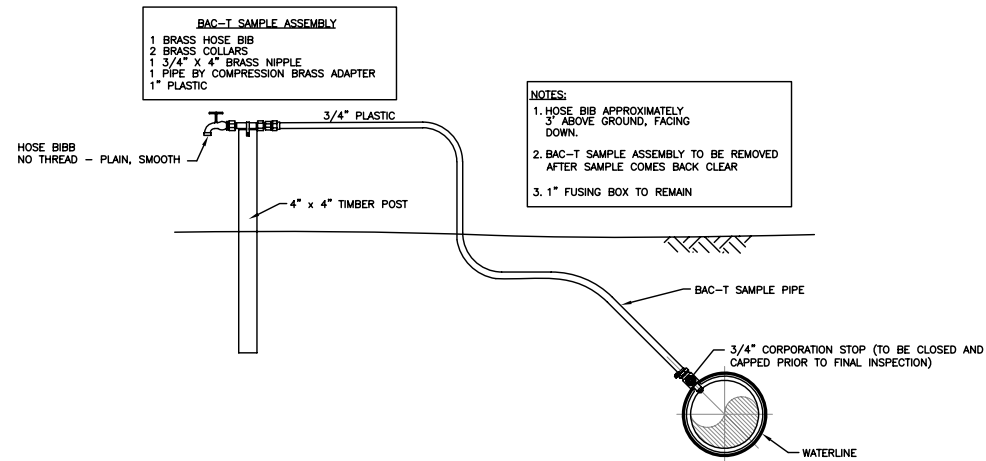 BAC-T SAMPLE ASSEMBLY
1 BRASS HOSE BIB
2 BRASS COLLARS
1 3/4" X 4" BRASS NIPPLE
1 PIPE BY COMPRESSION BRASS ADAPTER
1" PLASTIC
3/4" PLASTIC
HOSE BIBB
NO THREAD - PLAIN, SMOOTH
4" x 4" TIMBER POST
NOTES:
1. HOSE BIB APPROXIMATELY
3' ABOVE GROUND, FACING
DOWN.
2. BAC-T SAMPLE ASSEMBLY TO BE REMOVED
AFTER SAMPLE COMES BACK CLEAR
3. 1" FUSING BOX TO REMAIN
BAC-T SAMPLE PIPE
3/4" CORPORATION STOP (TO BE CLOSED AND
CAPPED PRIOR TO FINAL INSPECTION)
WATERLINE